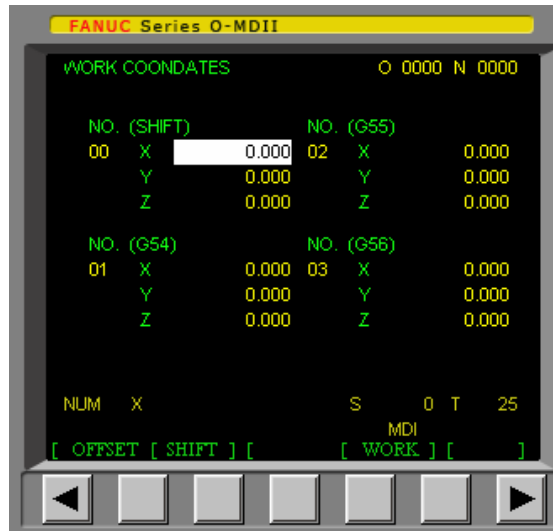 FANUC Series O-MDII
WORK COONDATES O 0000 N 0000
NO. (SHIFT) NO. (G55)
00 X 0.000 02 X 0.000
Y 0.000 Y 0.000
Z 0.000 Z 0.000
NO. (G54) NO. (G56)
01 X 0.000 03 X 0.000
Y 0.000 Y 0.000
Z 0.000 Z 0.000
NUM X S 0 T 25
MDI
[ OFFSET [ SHIFT ] [ [ WORK ] [ ]